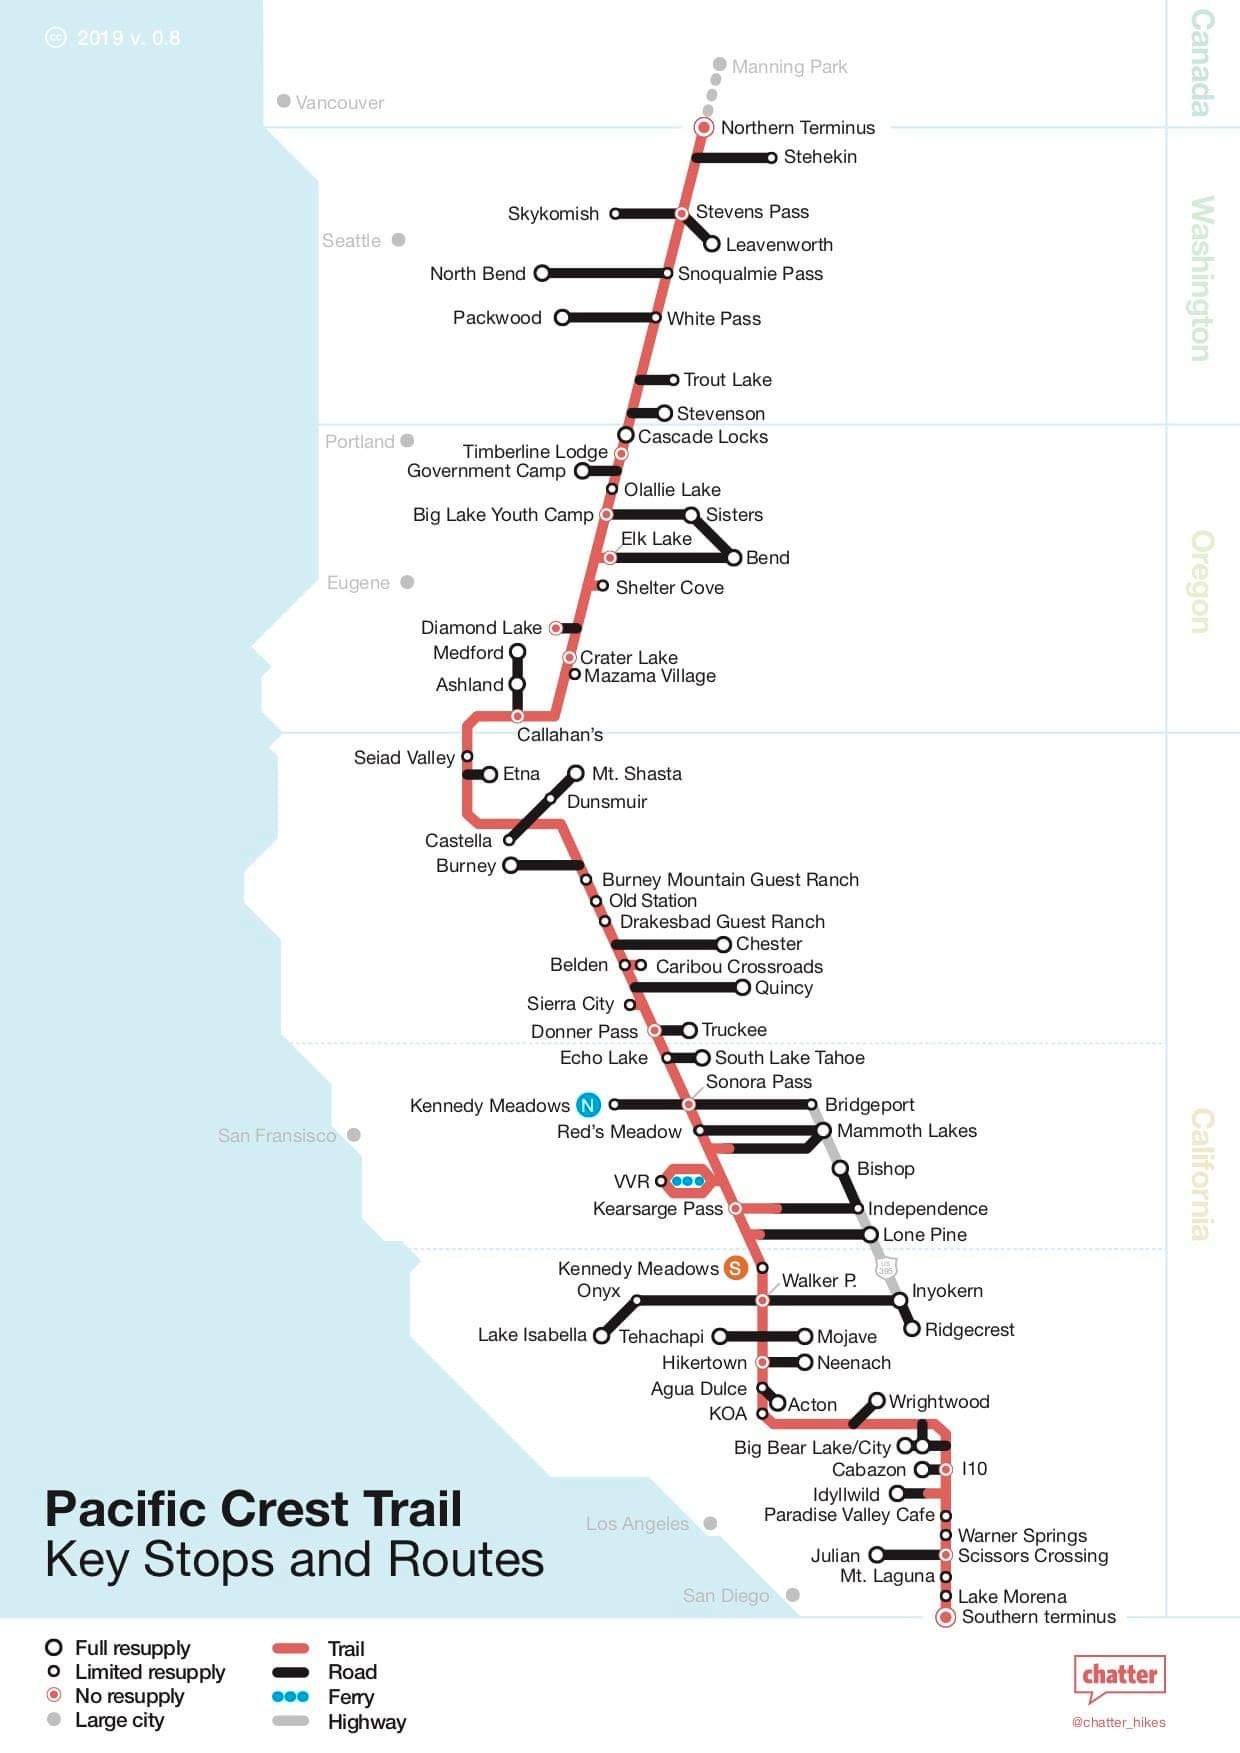 cc 2019 v. 0.8
Canada
Manning Park
Vancouver
Northern Terminus
Stehekin
Washington
Skykomish
Stevens Pass
Seattle
Leavenworth
North Bend
Snoqualmie Pass
Packwood
White Pass
Trout Lake
Stevenson
Portland
Cascade Locks
Timberline Lodge
Government Camp
Olallie Lake
Big Lake Youth Camp
Sisters
Oregon
Elk Lake
Bend
Eugene
Shelter Cove
Diamond Lake
Medford
Crater Lake
Mazama Village
Ashland
Callahan's
Seiad Valley
Etna
Mt. Shasta
Dunsmuir
Castella
Burney
Burney Mountain Guest Ranch
Old Station
Drakesbad Guest Ranch
Chester
Belden
Caribou Crossroads
Quincy
Sierra City
Donner Pass
Truckee
Echo Lake
South Lake Tahoe
Sonora Pass
Kennedy Meadows N
Bridgeport
California
San Fransisco
Red's Meadow
Mammoth Lakes
Bishop
VVR
Kearsarge Pass
Independence
Lone Pine
Kennedy Meadows S
US
395
Walker P.
Onyx
Inyokern
Lake Isabella
Tehachapi
Mojave
Ridgecrest
Hikertown
Neenach
Agua Dulce
Acton
Wrightwood
KOA
Big Bear Lake/City
Cabazon
I10
Idyllwild
Paradise Valley Cafe
Los Angeles
Warner Springs
Julian
Scissors Crossing
Mt. Laguna
San Diego
Lake Morena
Southern terminus
Pacific Crest Trail
Key Stops and Routes
Full resupply
Limited resupply
No resupply
Large city
Trail
Road
Ferry
Highway
chatter
@chatter_hikes